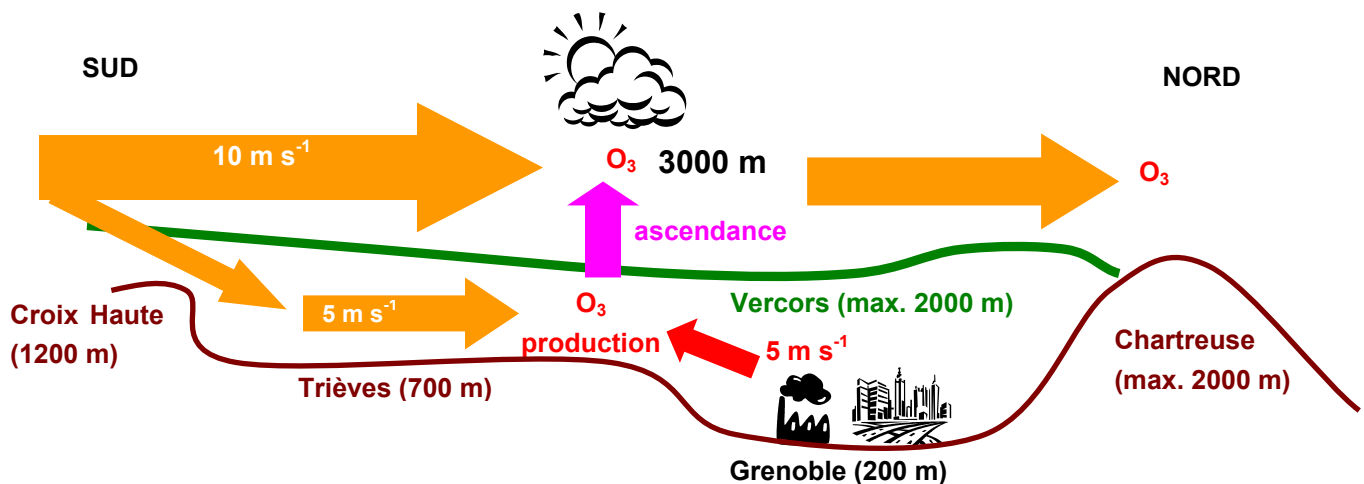 SUD
NORD
10 m s⁻¹
O₃
3000 m
O₃
ascendance
Croix Haute
(1200 m)
5 m s⁻¹
O₃
production
Vercors (max. 2000 m)
5 m s⁻¹
Chartreuse
(max. 2000 m)
Trièves (700 m)
Grenoble (200 m)